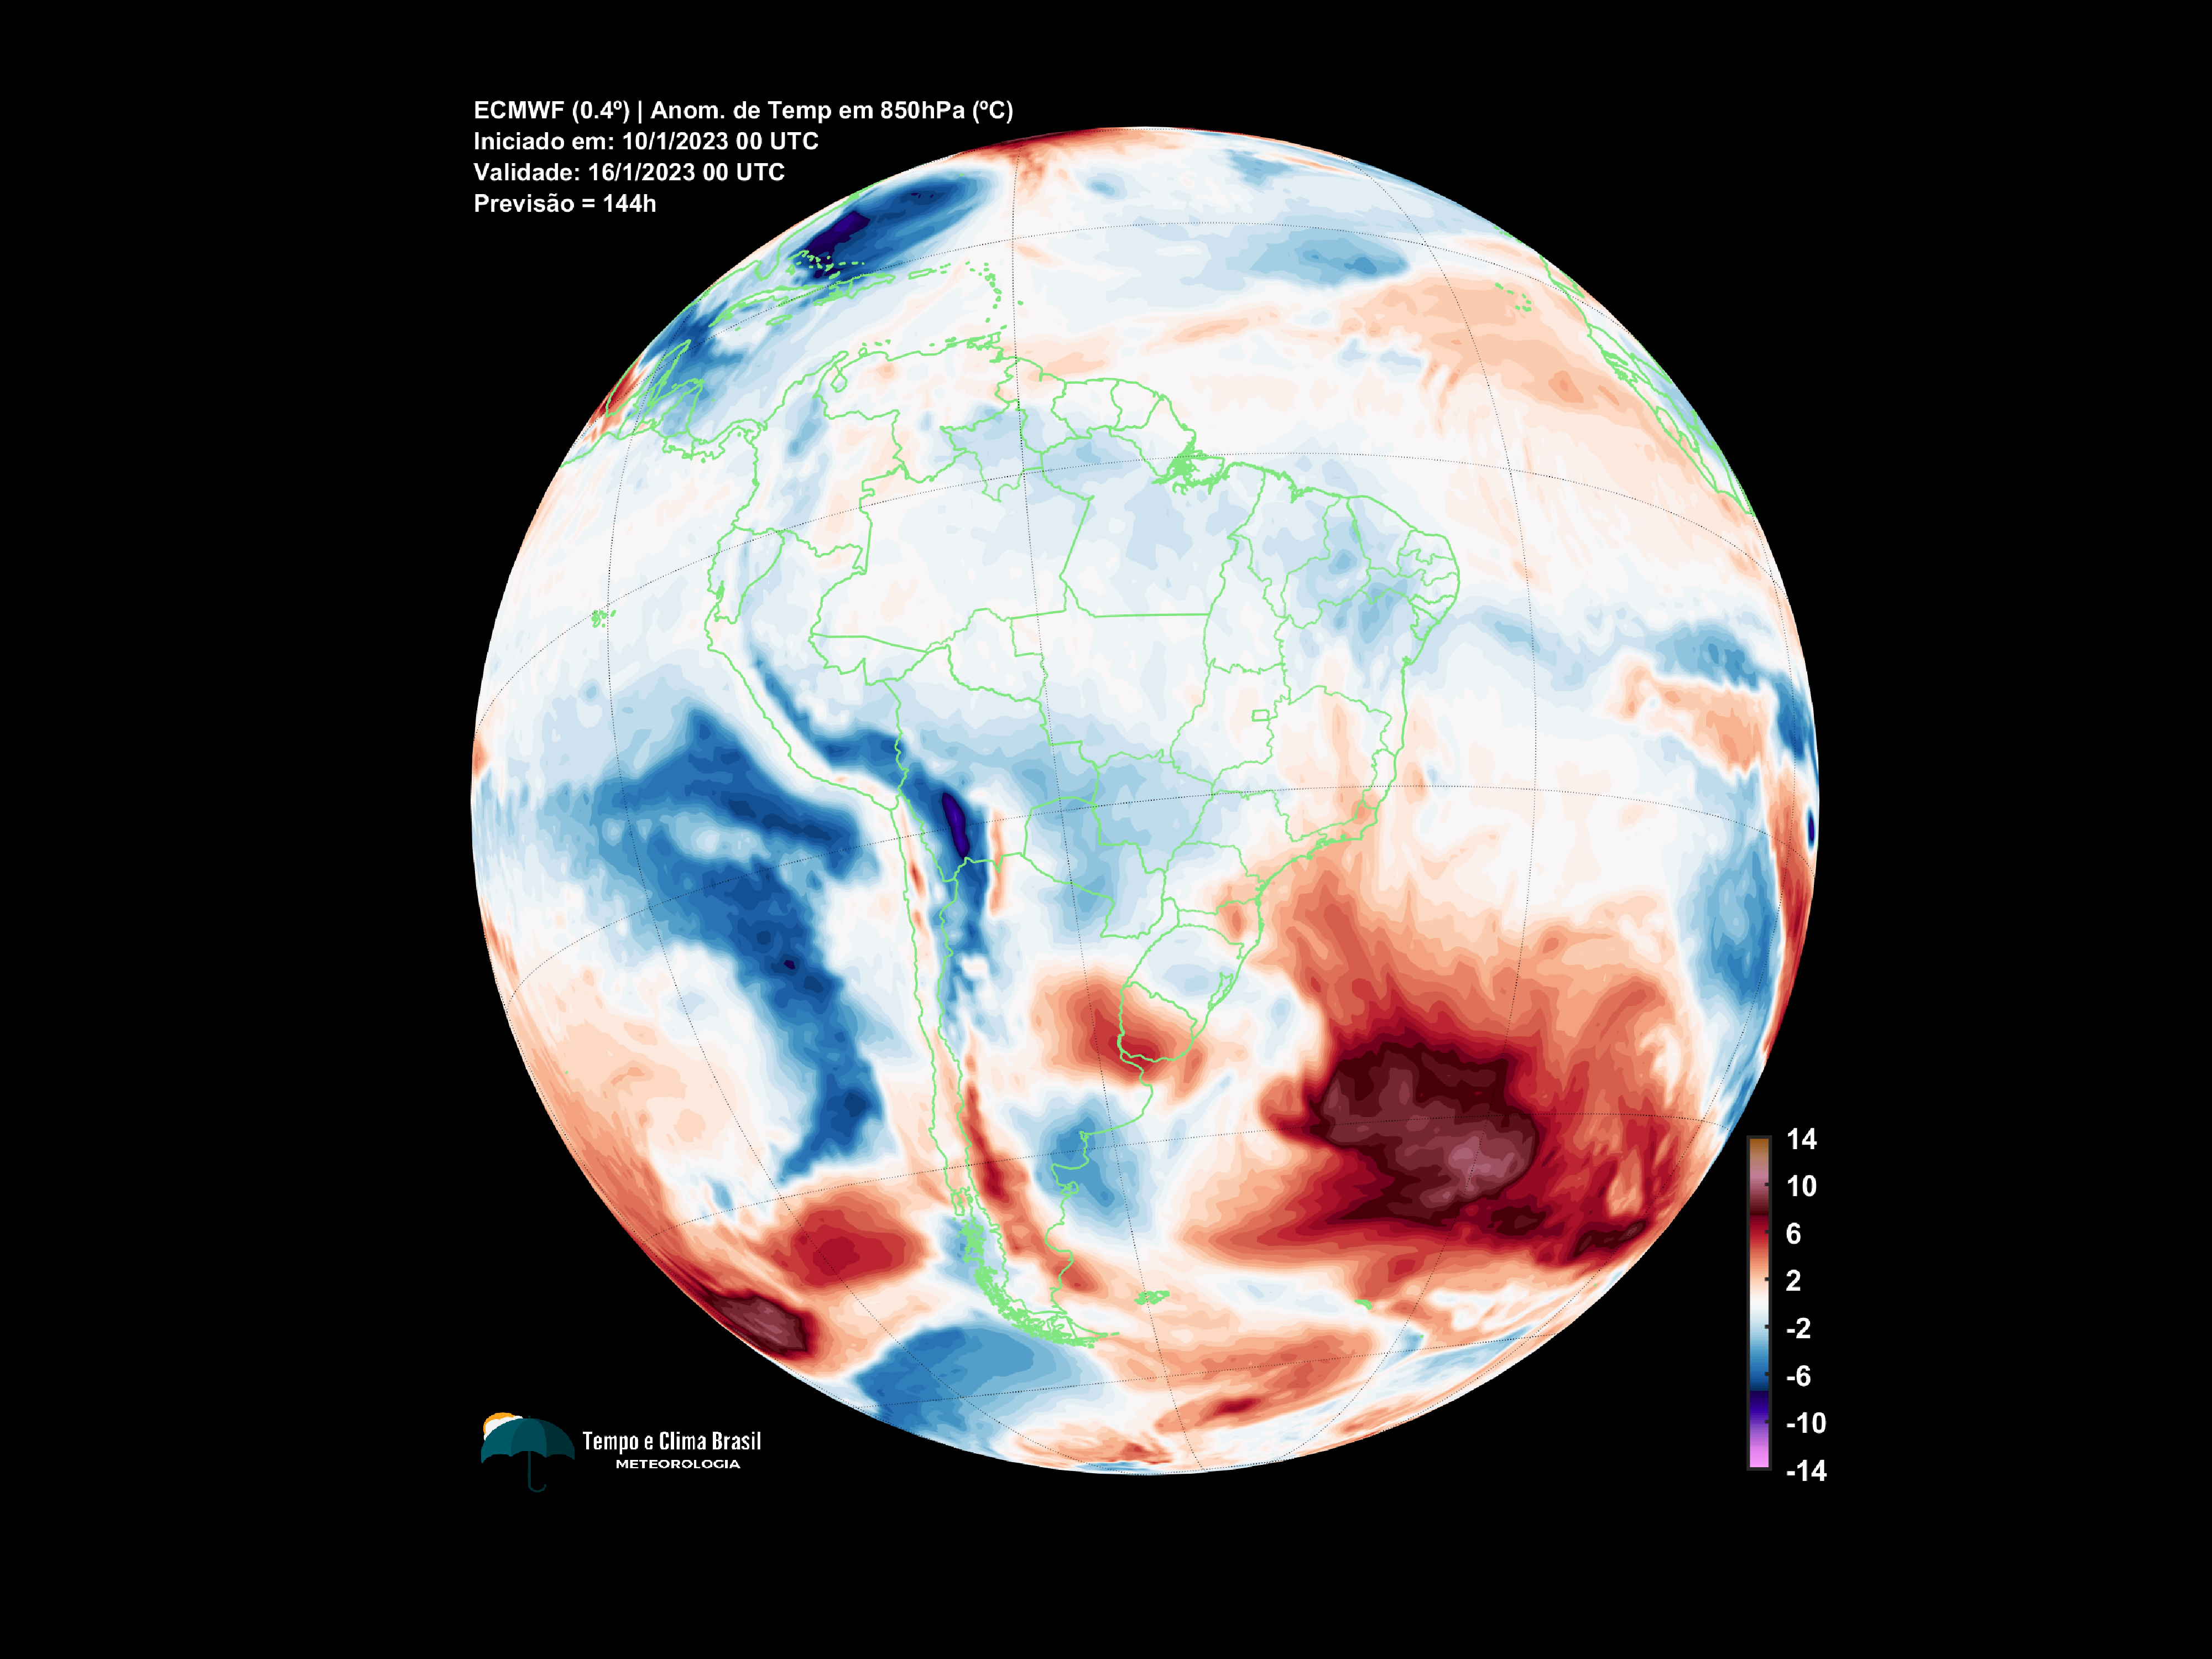 ECMWF (0.4º) | Anom. de Temp em 850hPa (ºC)
Iniciado em: 10/1/2023 00 UTC
Validade: 16/1/2023 00 UTC
Previsão = 144h
14
10
6
2
-2
-6
-10
-14
Tempo e Clima Brasil
METEOROLOGIA